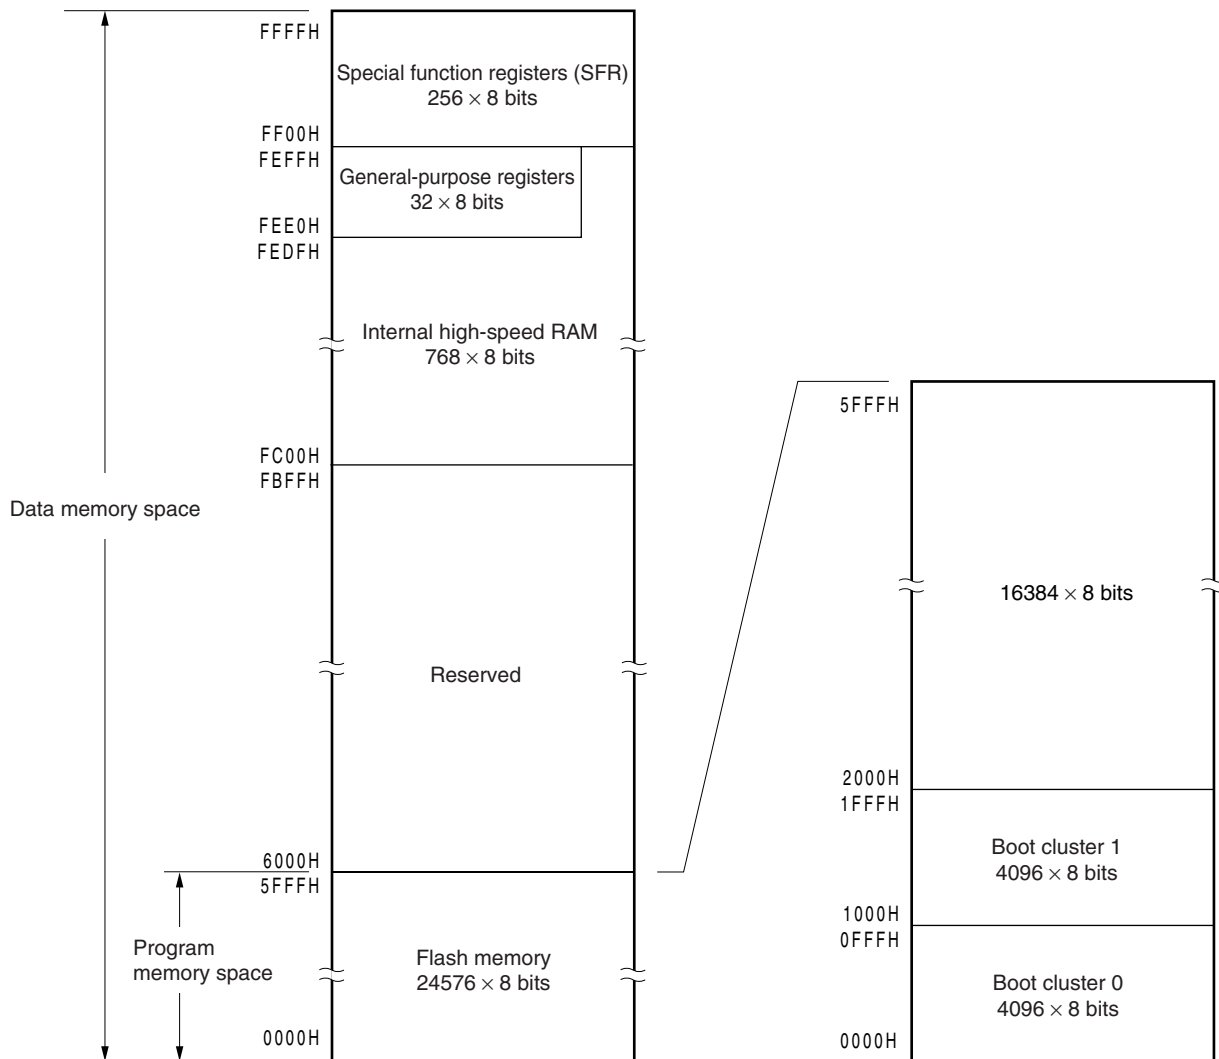 FFFFH
Special function registers (SFR)
256 × 8 bits
FF00H
FEFFH
General-purpose registers
32 × 8 bits
FEE0H
FEDFH
Internal high-speed RAM
768 × 8 bits
FC00H
FBFFH
Data memory space
Reserved
6000H
5FFFH
Program
memory space
Flash memory
24576 × 8 bits
0000H
5FFFH
16384 × 8 bits
2000H
1FFFH
Boot cluster 1
4096 × 8 bits
1000H
0FFFH
Boot cluster 0
4096 × 8 bits
0000H